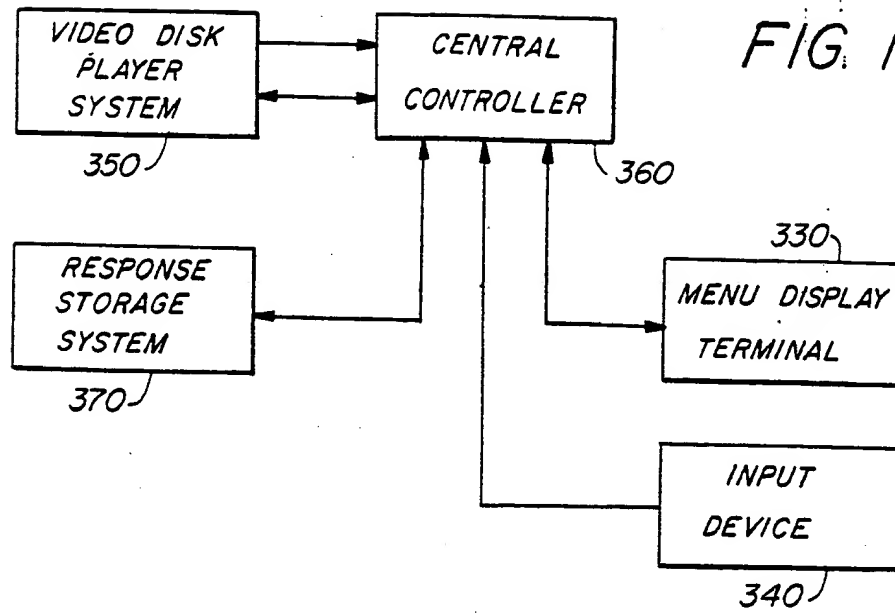 VIDEO DISK
PLAYER
SYSTEM
350
CENTRAL
CONTROLLER
360
FIG. 1
RESPONSE
STORAGE
SYSTEM
370
330
MENU DISPLAY
TERMINAL
INPUT
DEVICE
340